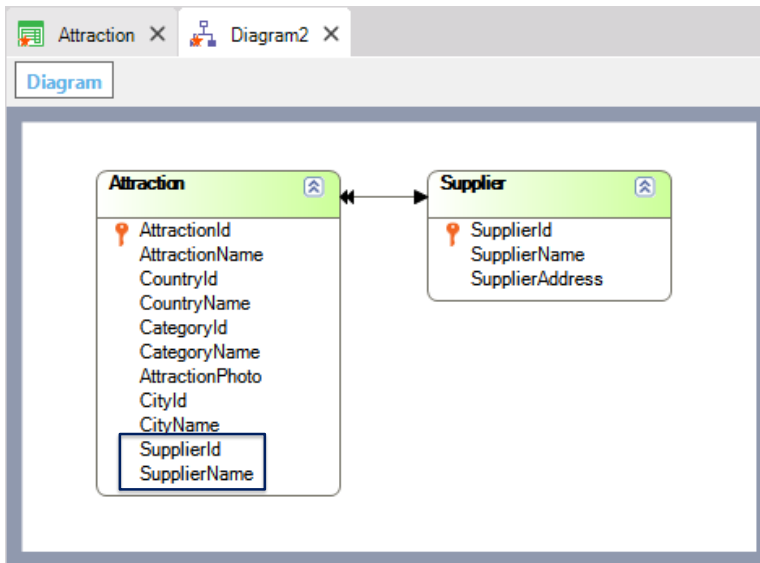 Attraction
Diagram2
Diagram
Attraction
AttractionId
AttractionName
CountryId
CountryName
CategoryId
CategoryName
AttractionPhoto
CityId
CityName
SupplierId
SupplierName
Supplier
SupplierId
SupplierName
SupplierAddress